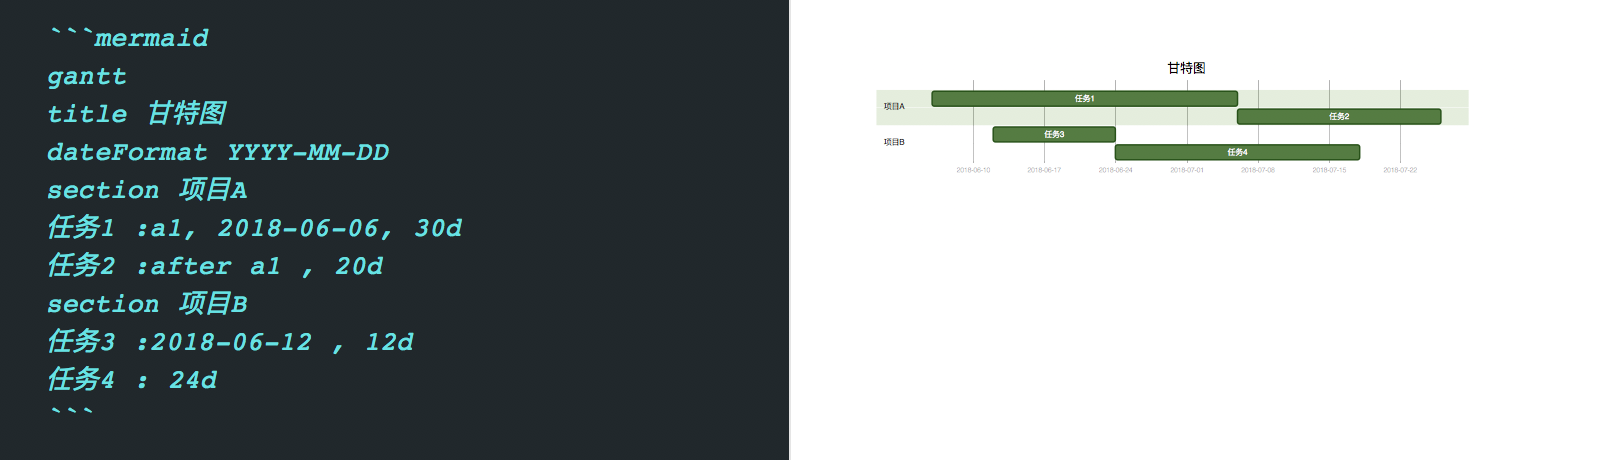 ```mermaid
gantt
title 甘特图
dateFormat YYYY-MM-DD
section 项目A
任务1 :a1, 2018-06-06, 30d
任务2 :after a1 , 20d
section 项目B
任务3 :2018-06-12 , 12d
任务4 : 24d
```
甘特图
项目A
任务1
任务2
项目B
任务3
任务4
2018-06-10 2018-06-17 2018-06-24 2018-07-01 2018-07-08 2018-07-15 2018-07-22